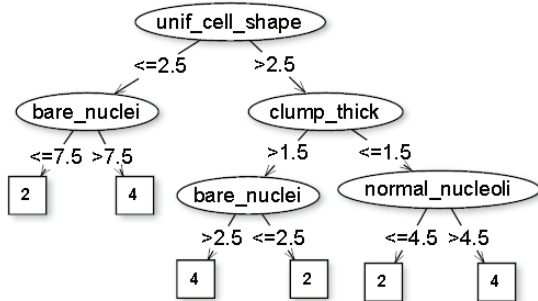 unif_cell_shape
<=2.5 >2.5
bare_nuclei clump_thick
<=7.5 >7.5 >1.5 <=1.5
2 4 bare_nuclei normal_nucleoli
>2.5 <=2.5 <=4.5 >4.5
4 2 2 4